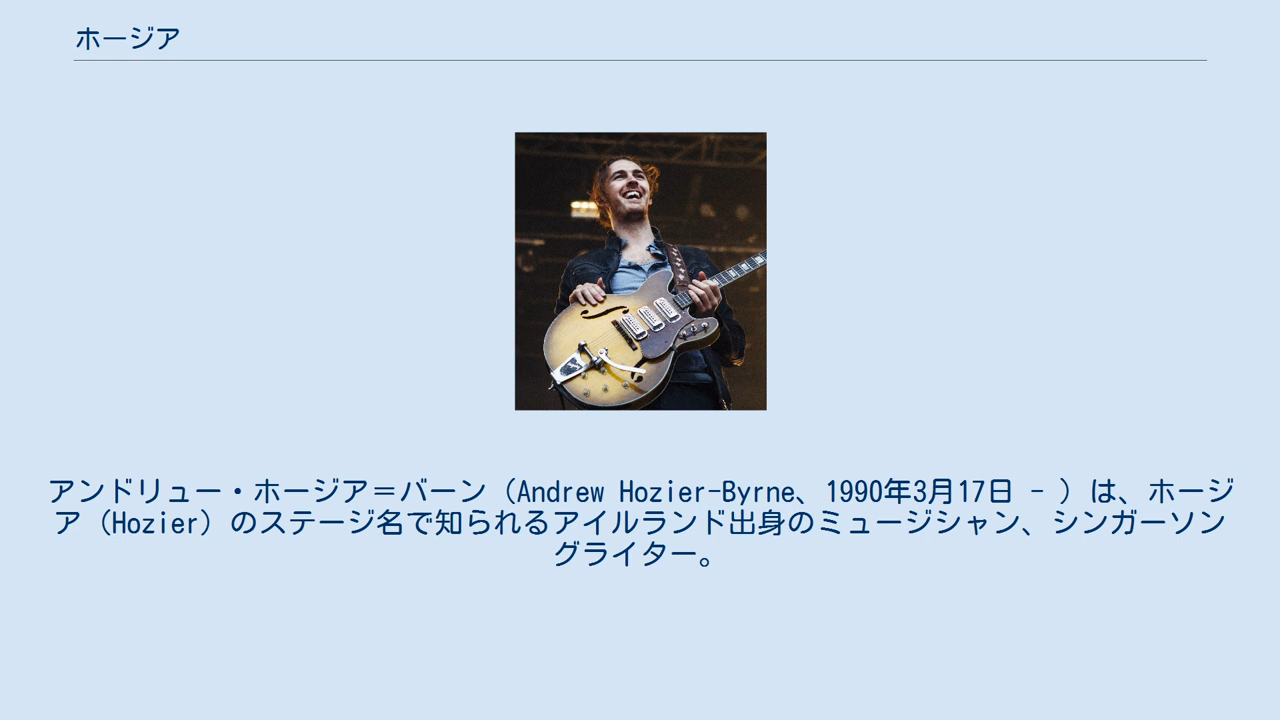 ホージア
アンドリュー・ホージア＝バーン（Andrew Hozier-Byrne、1990年3月17日 - ）は、ホージ
ア（Hozier）のステージ名で知られるアイルランド出身のミュージシャン、シンガーソン
グライター。